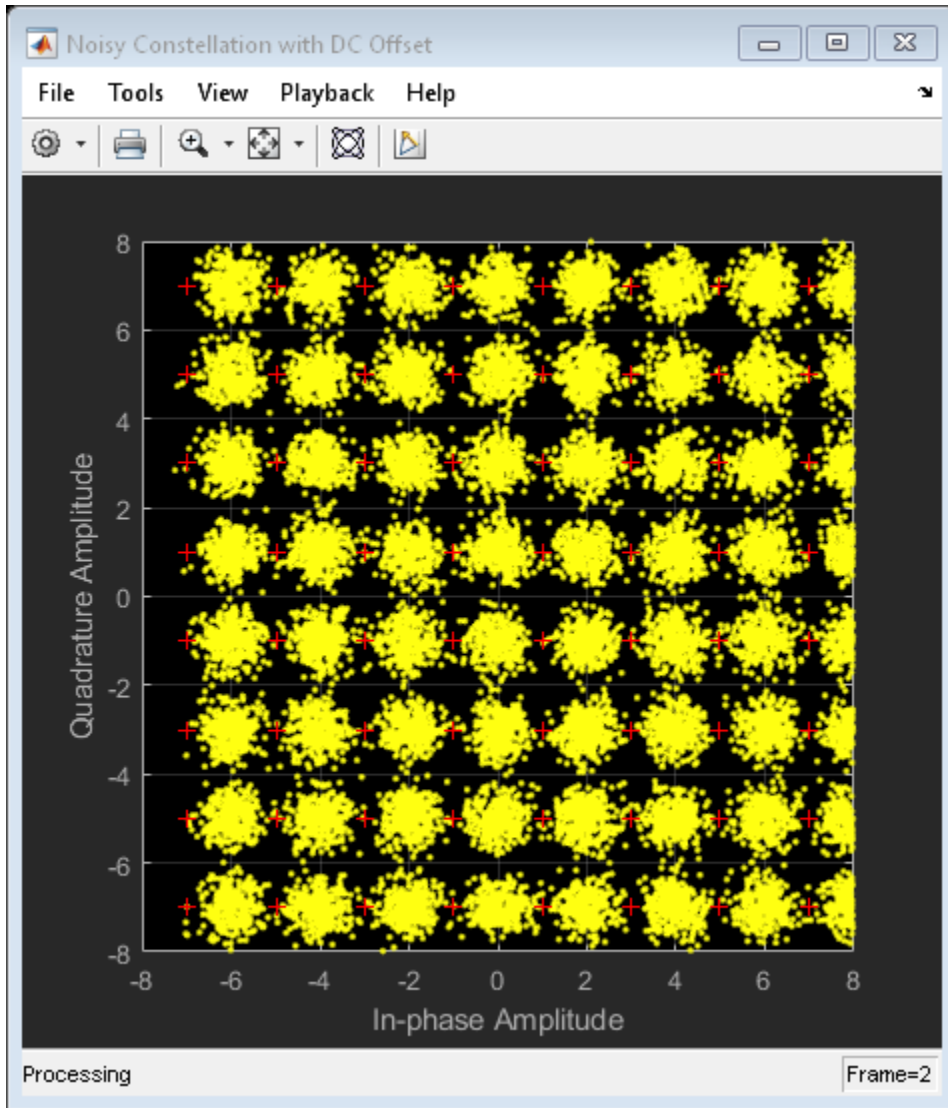 Noisy Constellation with DC Offset
File Tools View Playback Help
8
6
4
2
0
-2
-4
-6
-8
Quadrature Amplitude
-8 -6 -4 -2 0 2 4 6 8
In-phase Amplitude
Processing Frame=2